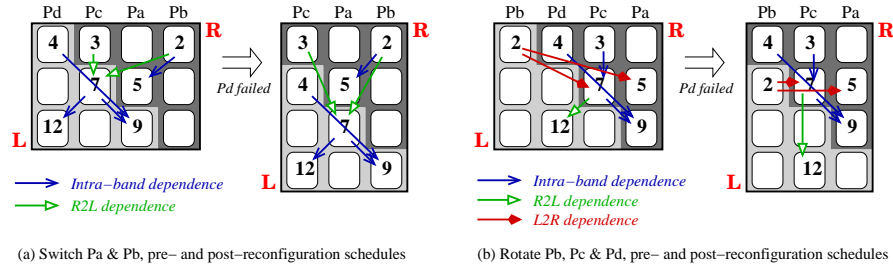 Pd Pc Pa Pb
R
4 3 2
7 5
12 9
L
Pd failed
Pc Pa Pb
R
3 2
4 5
7
12 9
L
Intra−band dependence
R2L dependence
(a) Switch Pa & Pb, pre− and post−reconfiguration schedules
Pb Pd Pc Pa
R
2 4 3
7 5
12 9
L
Pd failed
Pb Pc Pa
R
4 3
2 7 5
9
12
L
Intra−band dependence
R2L dependence
L2R dependence
(b) Rotate Pb, Pc & Pd, pre− and post−reconfiguration schedules